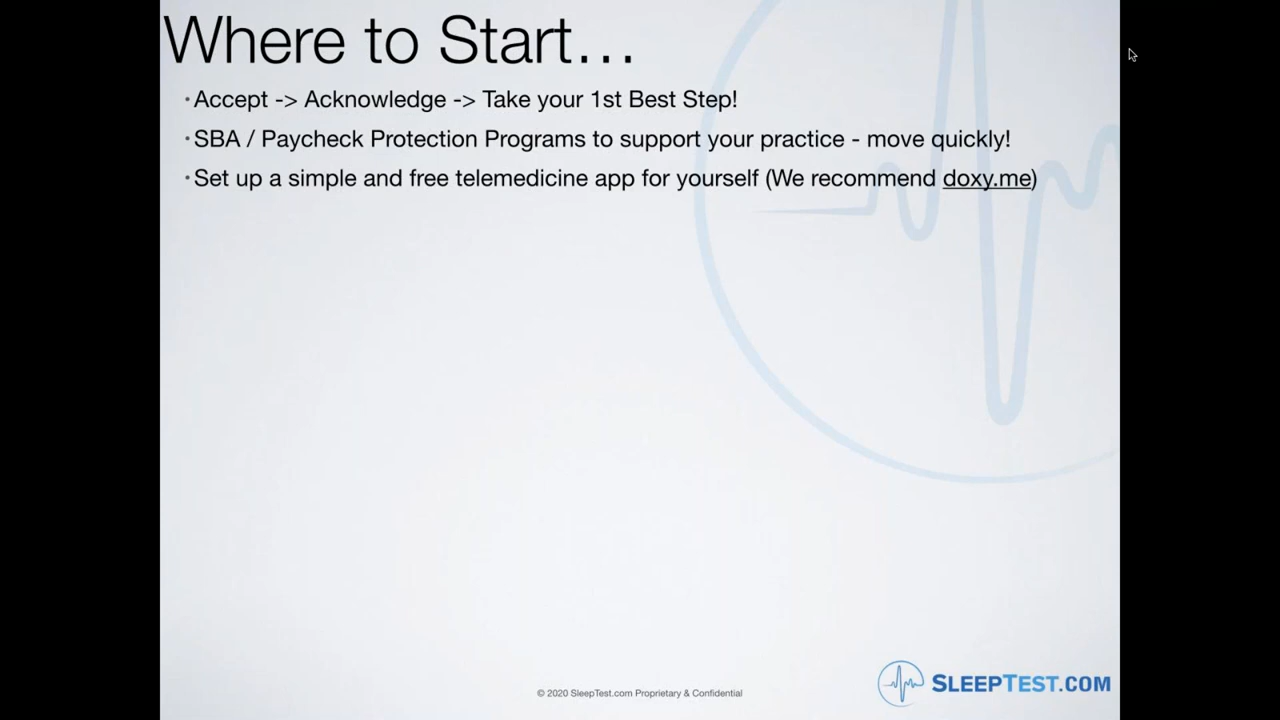 Where to Start…
· Accept -> Acknowledge -> Take your 1st Best Step!
· SBA / Paycheck Protection Programs to support your practice - move quickly!
· Set up a simple and free telemedicine app for yourself (We recommend doxy.me)
© 2020 SleepTest.com Proprietary & Confidential
SLEEPTEST.COM